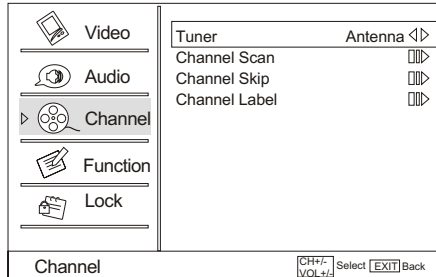 Video
Audio
Channel
Function
Lock
Tuner Antenna
Channel Scan
Channel Skip
Channel Label
Channel
CH+/-
VOL+/- Select EXIT Back